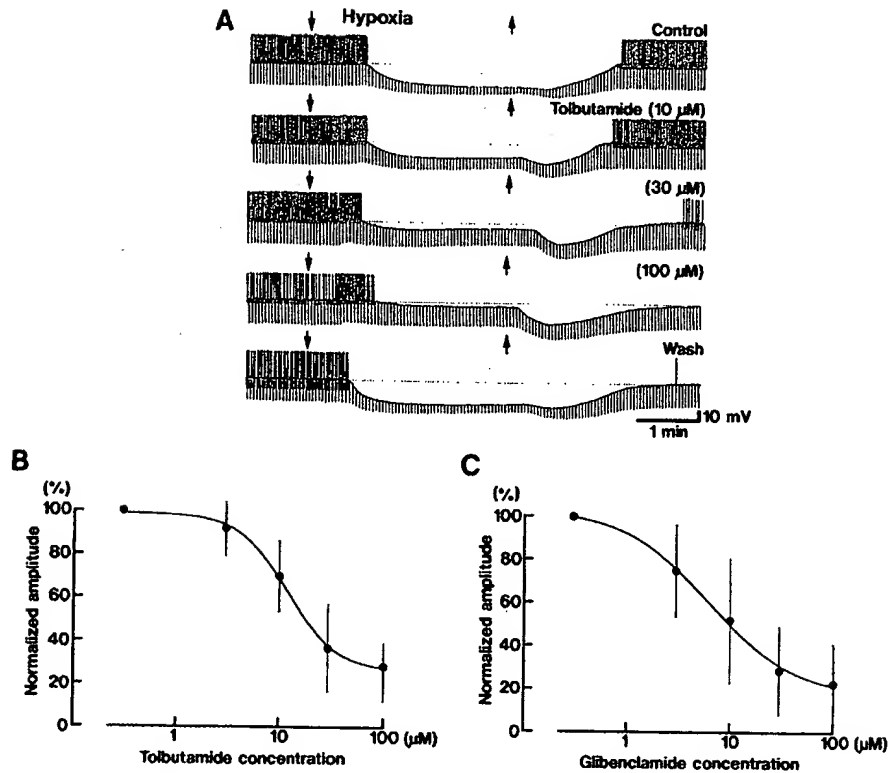 A
Hypoxia
Control
Tolbutamide (10 μM)
(30 μM)
(100 μM)
Wash
10 mV
1 min
B
(%)
100
80
60
40
20
0
Normalized amplitude
1
10
100 (μM)
Tolbutamide concentration
C
(%)
100
80
60
40
20
0
Normalized amplitude
1
10
100 (μM)
Glibenclamide concentration